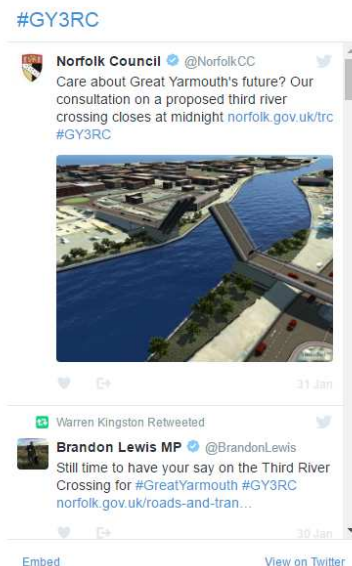 #GY3RC
Norfolk Council @NorfolkCC
Care about Great Yarmouth's future? Our
consultation on a proposed third river
crossing closes at midnight norfolk.gov.uk/trc
#GY3RC
31 Jan
Warren Kingston Retweeted
Brandon Lewis MP @BrandonLewis
Still time to have your say on the Third River
Crossing for #GreatYarmouth #GY3RC
norfolk.gov.uk/roads-and-tran…
30 Jan
Embed
View on Twitter